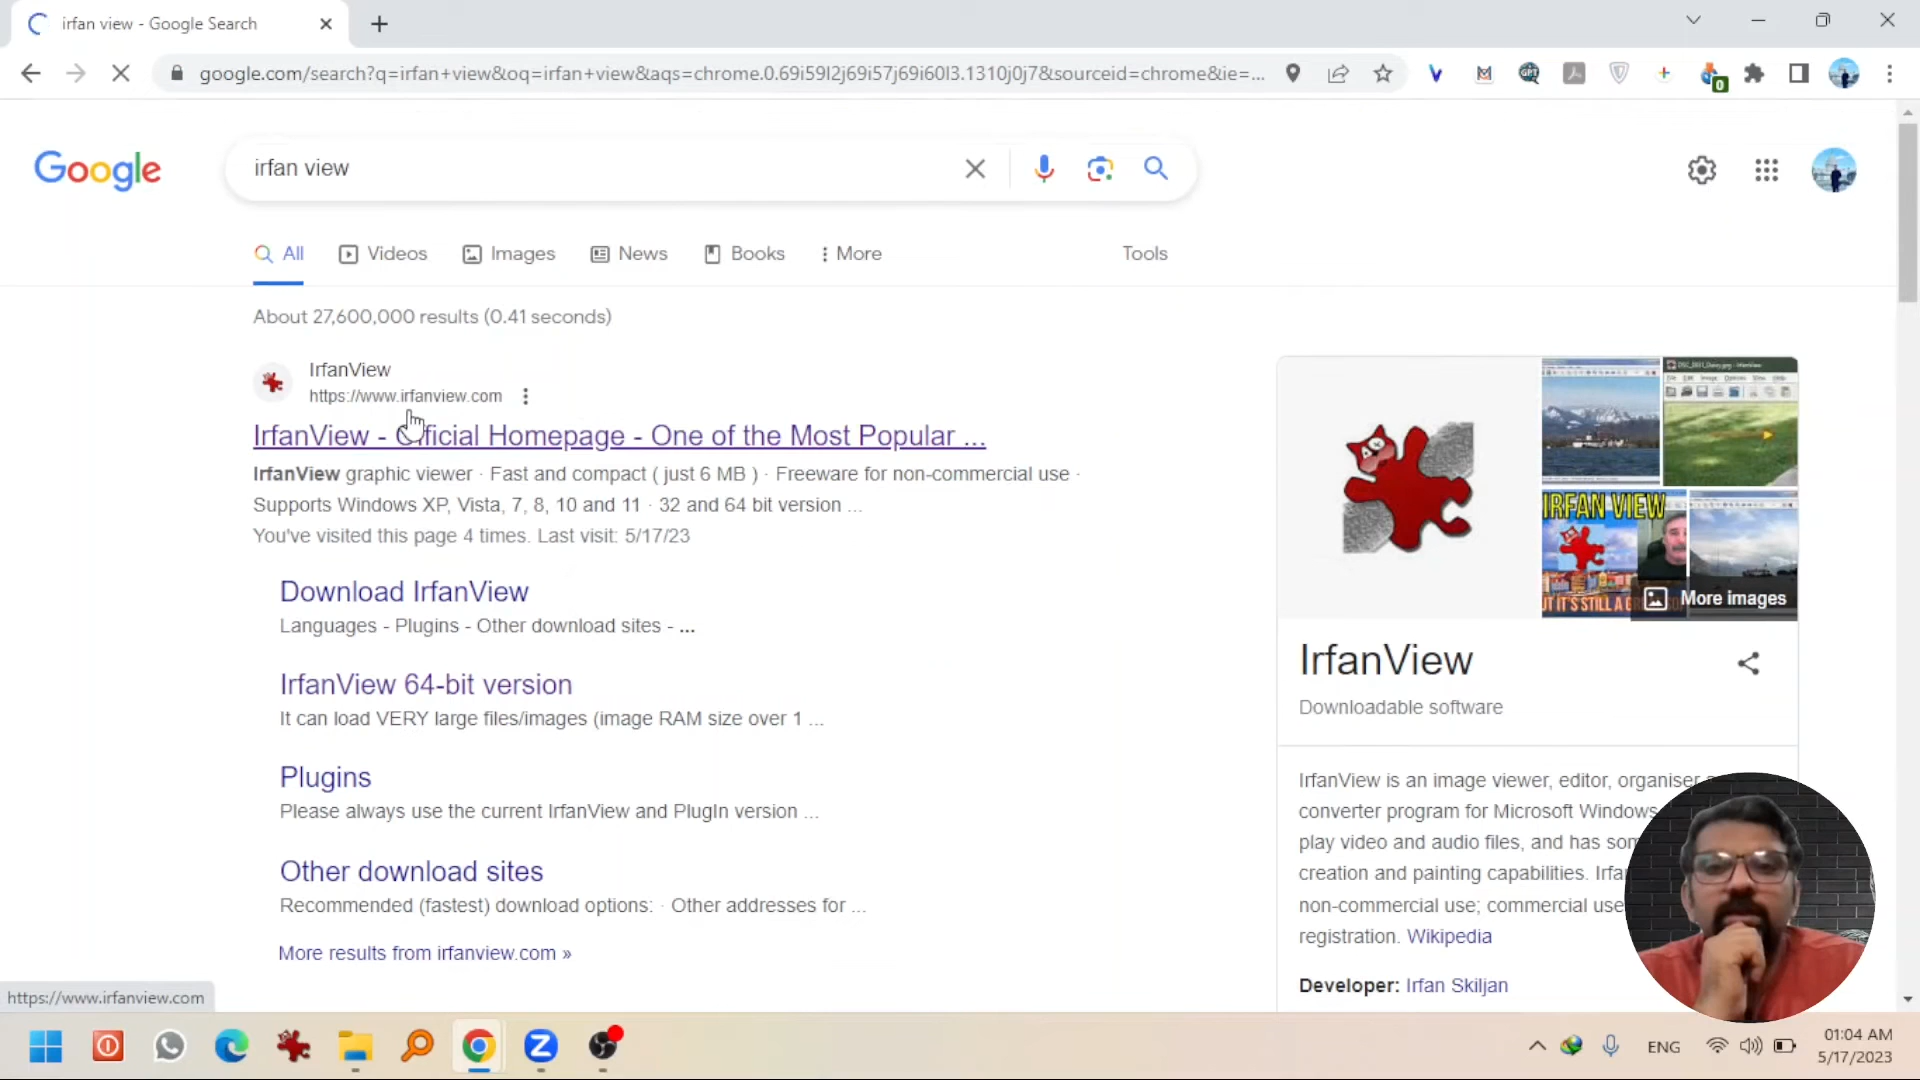 irfan view - Google Search
google.com/search?q=irfan+view&oq=irfan+view&aqs=chrome.0.69i59l2j69i57j69i60l3.1310j0j7&sourceid=chrome&ie=...
0
Google
irfan view
All
Videos
Images
News
Books
More
Tools
About 27,600,000 results (0.41 seconds)
IrfanView
https://www.irfanview.com
IrfanView - Official Homepage - One of the Most Popular ...
IrfanView graphic viewer · Fast and compact ( just 6 MB ) · Freeware for non-commercial use ·
Supports Windows XP, Vista, 7, 8, 10 and 11 · 32 and 64 bit version ...
You've visited this page 4 times. Last visit: 5/17/23
Download IrfanView
Languages - Plugins - Other download sites - ...
IrfanView 64-bit version
It can load VERY large files/images (image RAM size over 1 ...
Plugins
Please always use the current IrfanView and PlugIn version ...
Other download sites
Recommended (fastest) download options: · Other addresses for ...
More results from irfanview.com »
IRFAN VIEW
More images
IrfanView
Downloadable software
IrfanView is an image viewer, editor, organiser
converter program for Microsoft Windows
play video and audio files, and has
creation and painting capabilities.
non-commercial use; commercial use
registration. Wikipedia
Developer: Irfan Skiljan
https://www.irfanview.com
ENG
01:04 AM
5/17/2023